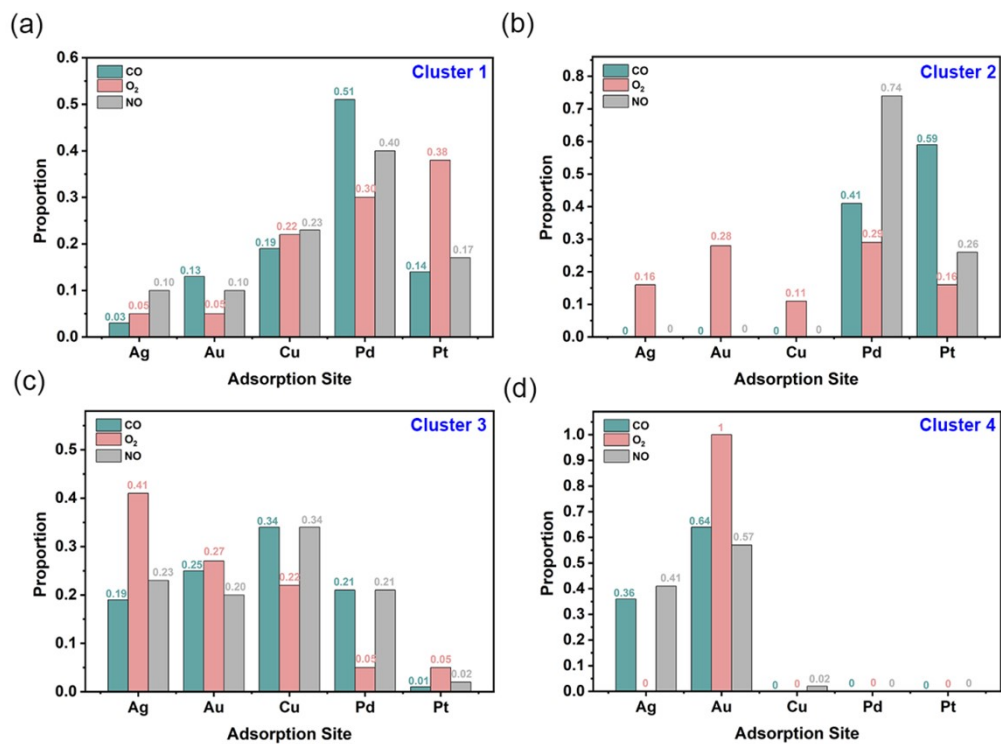 (a)
Cluster 1
CO
O₂
NO
Proportion
0.6
0.5
0.4
0.3
0.2
0.1
0.0
0.03 0.05 0.10
0.13 0.05 0.10
0.19 0.22 0.23
0.51 0.30 0.40
0.14 0.38 0.17
Ag Au Cu Pd Pt
Adsorption Site
(b)
Cluster 2
CO
O₂
NO
Proportion
0.8
0.7
0.6
0.5
0.4
0.3
0.2
0.1
0.0
0 0.16 0
0 0.28 0
0 0.11 0
0.41 0.29 0.74
0.59 0.16 0.26
Ag Au Cu Pd Pt
Adsorption Site
(c)
Cluster 3
CO
O₂
NO
Proportion
0.5
0.4
0.3
0.2
0.1
0.0
0.19 0.41 0.23
0.25 0.27 0.20
0.34 0.22 0.34
0.21 0.05 0.21
0.01 0.05 0.02
Ag Au Cu Pd Pt
Adsorption Site
(d)
Cluster 4
CO
O₂
NO
Proportion
1.0
0.9
0.8
0.7
0.6
0.5
0.4
0.3
0.2
0.1
0.0
0.36 0 0.41
0.64 1 0.57
0 0 0.02
0 0 0
0 0 0
Ag Au Cu Pd Pt
Adsorption Site